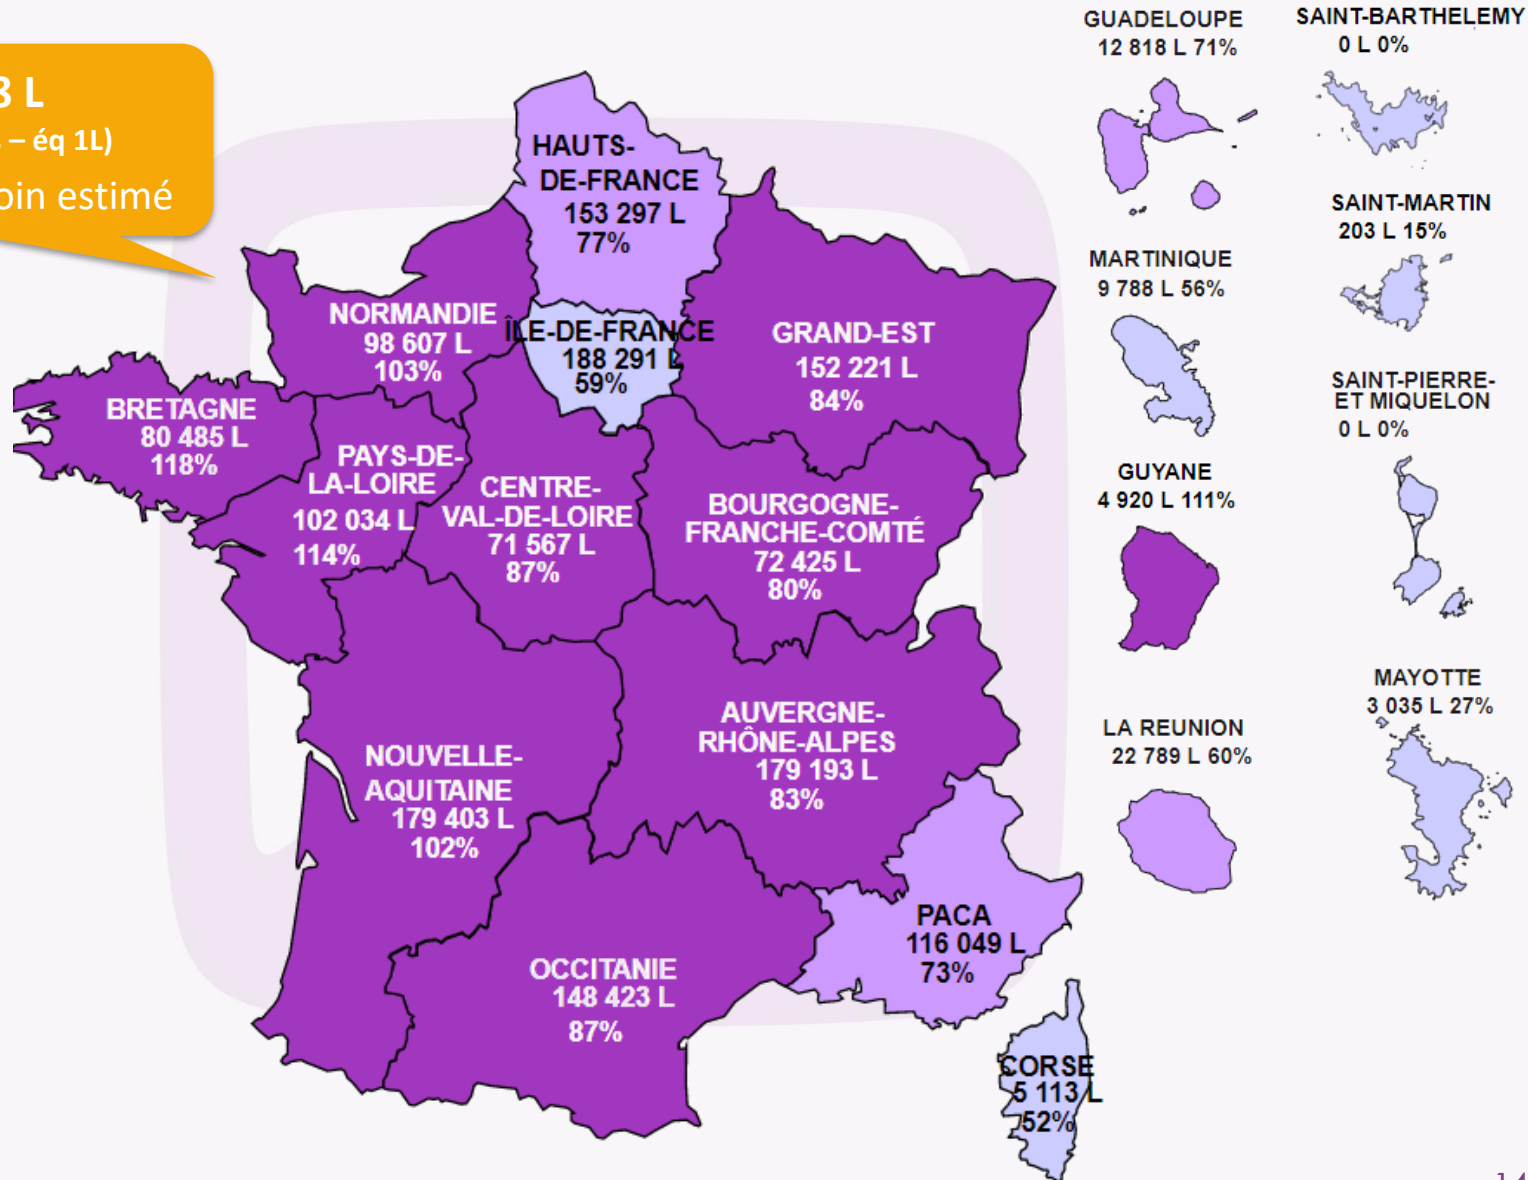 8 L
– éq 1L)
oin estimé
HAUTS-
DE-FRANCE
153 297 L
77%
NORMANDIE
98 607 L
103%
ÎLE-DE-FRANCE
188 291 L
59%
GRAND-EST
152 221 L
84%
BRETAGNE
80 485 L
118%
PAYS-DE-
LA-LOIRE
102 034 L
114%
CENTRE-
VAL-DE-LOIRE
71 567 L
87%
BOURGOGNE-
FRANCHE-COMTÉ
72 425 L
80%
NOUVELLE-
AQUITAINE
179 403 L
102%
AUVERGNE-
RHÔNE-ALPES
179 193 L
83%
OCCITANIE
148 423 L
87%
PACA
116 049 L
73%
CORSE
5 113 L
52%
GUADELOUPE
12 818 L 71%
SAINT-BARTHELEMY
0 L 0%
SAINT-MARTIN
203 L 15%
MARTINIQUE
9 788 L 56%
SAINT-PIERRE-
ET MIQUELON
0 L 0%
GUYANE
4 920 L 111%
MAYOTTE
3 035 L 27%
LA REUNION
22 789 L 60%